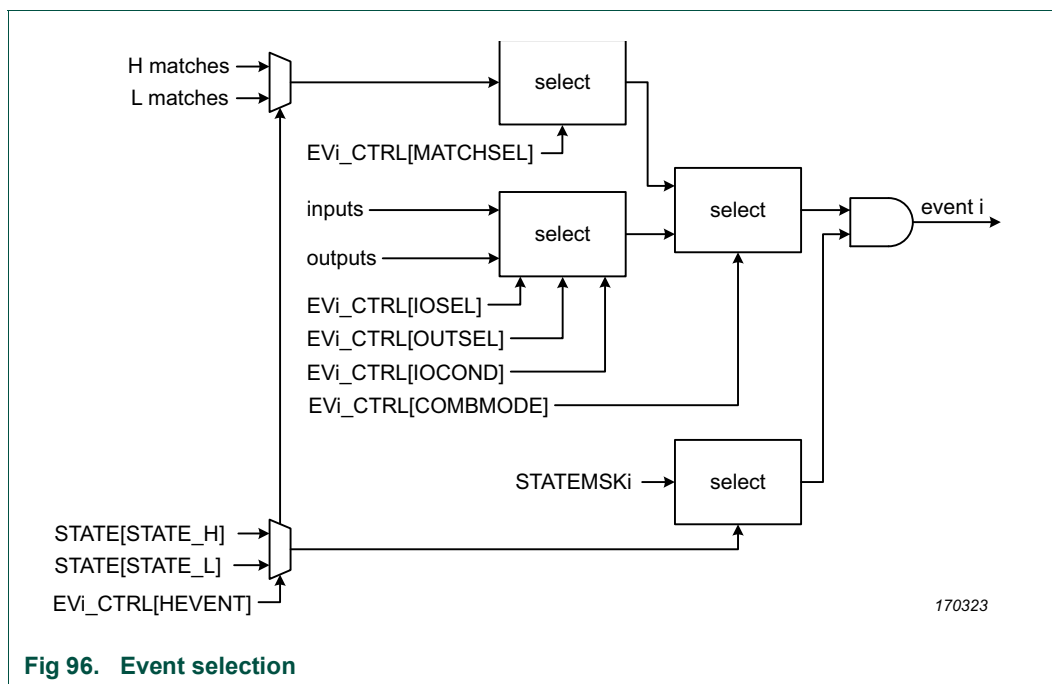 H matches
L matches
select
EVi_CTRL[MATCHSEL]
inputs
outputs
select
select
event i
EVi_CTRL[IOSEL]
EVi_CTRL[OUTSEL]
EVi_CTRL[IOCOND]
EVi_CTRL[COMBMODE]
STATEMSKi
select
STATE[STATE_H]
STATE[STATE_L]
EVi_CTRL[HEVENT]
170323
Fig 96. Event selection